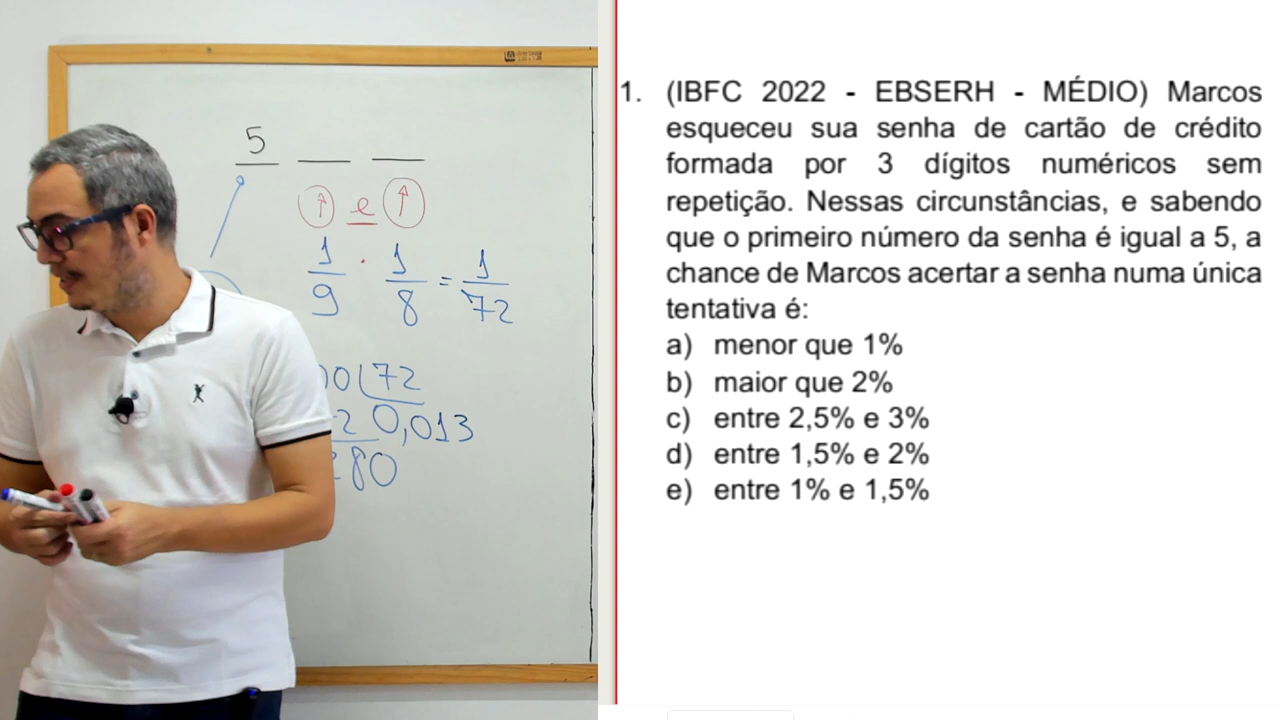 5
e
1/9 . 1/8 = 1/72
72
0,013
80
1. (IBFC 2022 - EBSERH - MÉDIO) Marcos
esqueceu sua senha de cartão de crédito
formada por 3 dígitos numéricos sem
repetição. Nessas circunstâncias, e sabendo
que o primeiro número da senha é igual a 5, a
chance de Marcos acertar a senha numa única
tentativa é:
a) menor que 1%
b) maior que 2%
c) entre 2,5% e 3%
d) entre 1,5% e 2%
e) entre 1% e 1,5%